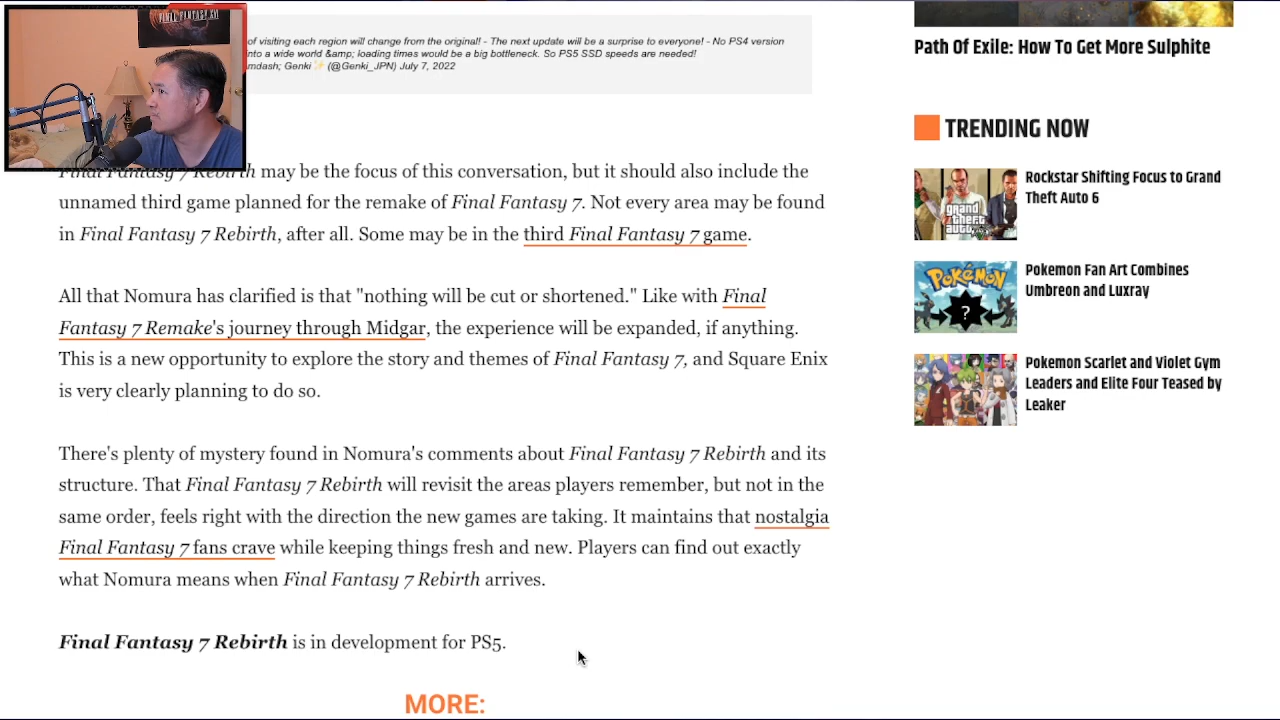 FINAL FANTASY XVI
of visiting each region will change from the original! - The next update will be a surprise to everyone! - No PS4 version
nto a wide world &amp; loading times would be a big bottleneck. So PS5 SSD speeds are needed!
mdash; Genki✨ (@Genki_JPN) July 7, 2022
Final Fantasy 7 Rebirth may be the focus of this conversation, but it should also include the
unnamed third game planned for the remake of Final Fantasy 7. Not every area may be found
in Final Fantasy 7 Rebirth, after all. Some may be in the third Final Fantasy 7 game.
All that Nomura has clarified is that "nothing will be cut or shortened." Like with Final
Fantasy 7 Remake's journey through Midgar, the experience will be expanded, if anything.
This is a new opportunity to explore the story and themes of Final Fantasy 7, and Square Enix
is very clearly planning to do so.
There's plenty of mystery found in Nomura's comments about Final Fantasy 7 Rebirth and its
structure. That Final Fantasy 7 Rebirth will revisit the areas players remember, but not in the
same order, feels right with the direction the new games are taking. It maintains that nostalgia
Final Fantasy 7 fans crave while keeping things fresh and new. Players can find out exactly
what Nomura means when Final Fantasy 7 Rebirth arrives.
Final Fantasy 7 Rebirth is in development for PS5.
MORE:
Path Of Exile: How To Get More Sulphite
TRENDING NOW
grand
theft
auto
Rockstar Shifting Focus to Grand
Theft Auto 6
POKéMON
?
Pokemon Fan Art Combines
Umbreon and Luxray
Pokemon Scarlet and Violet Gym
Leaders and Elite Four Teased by
Leaker